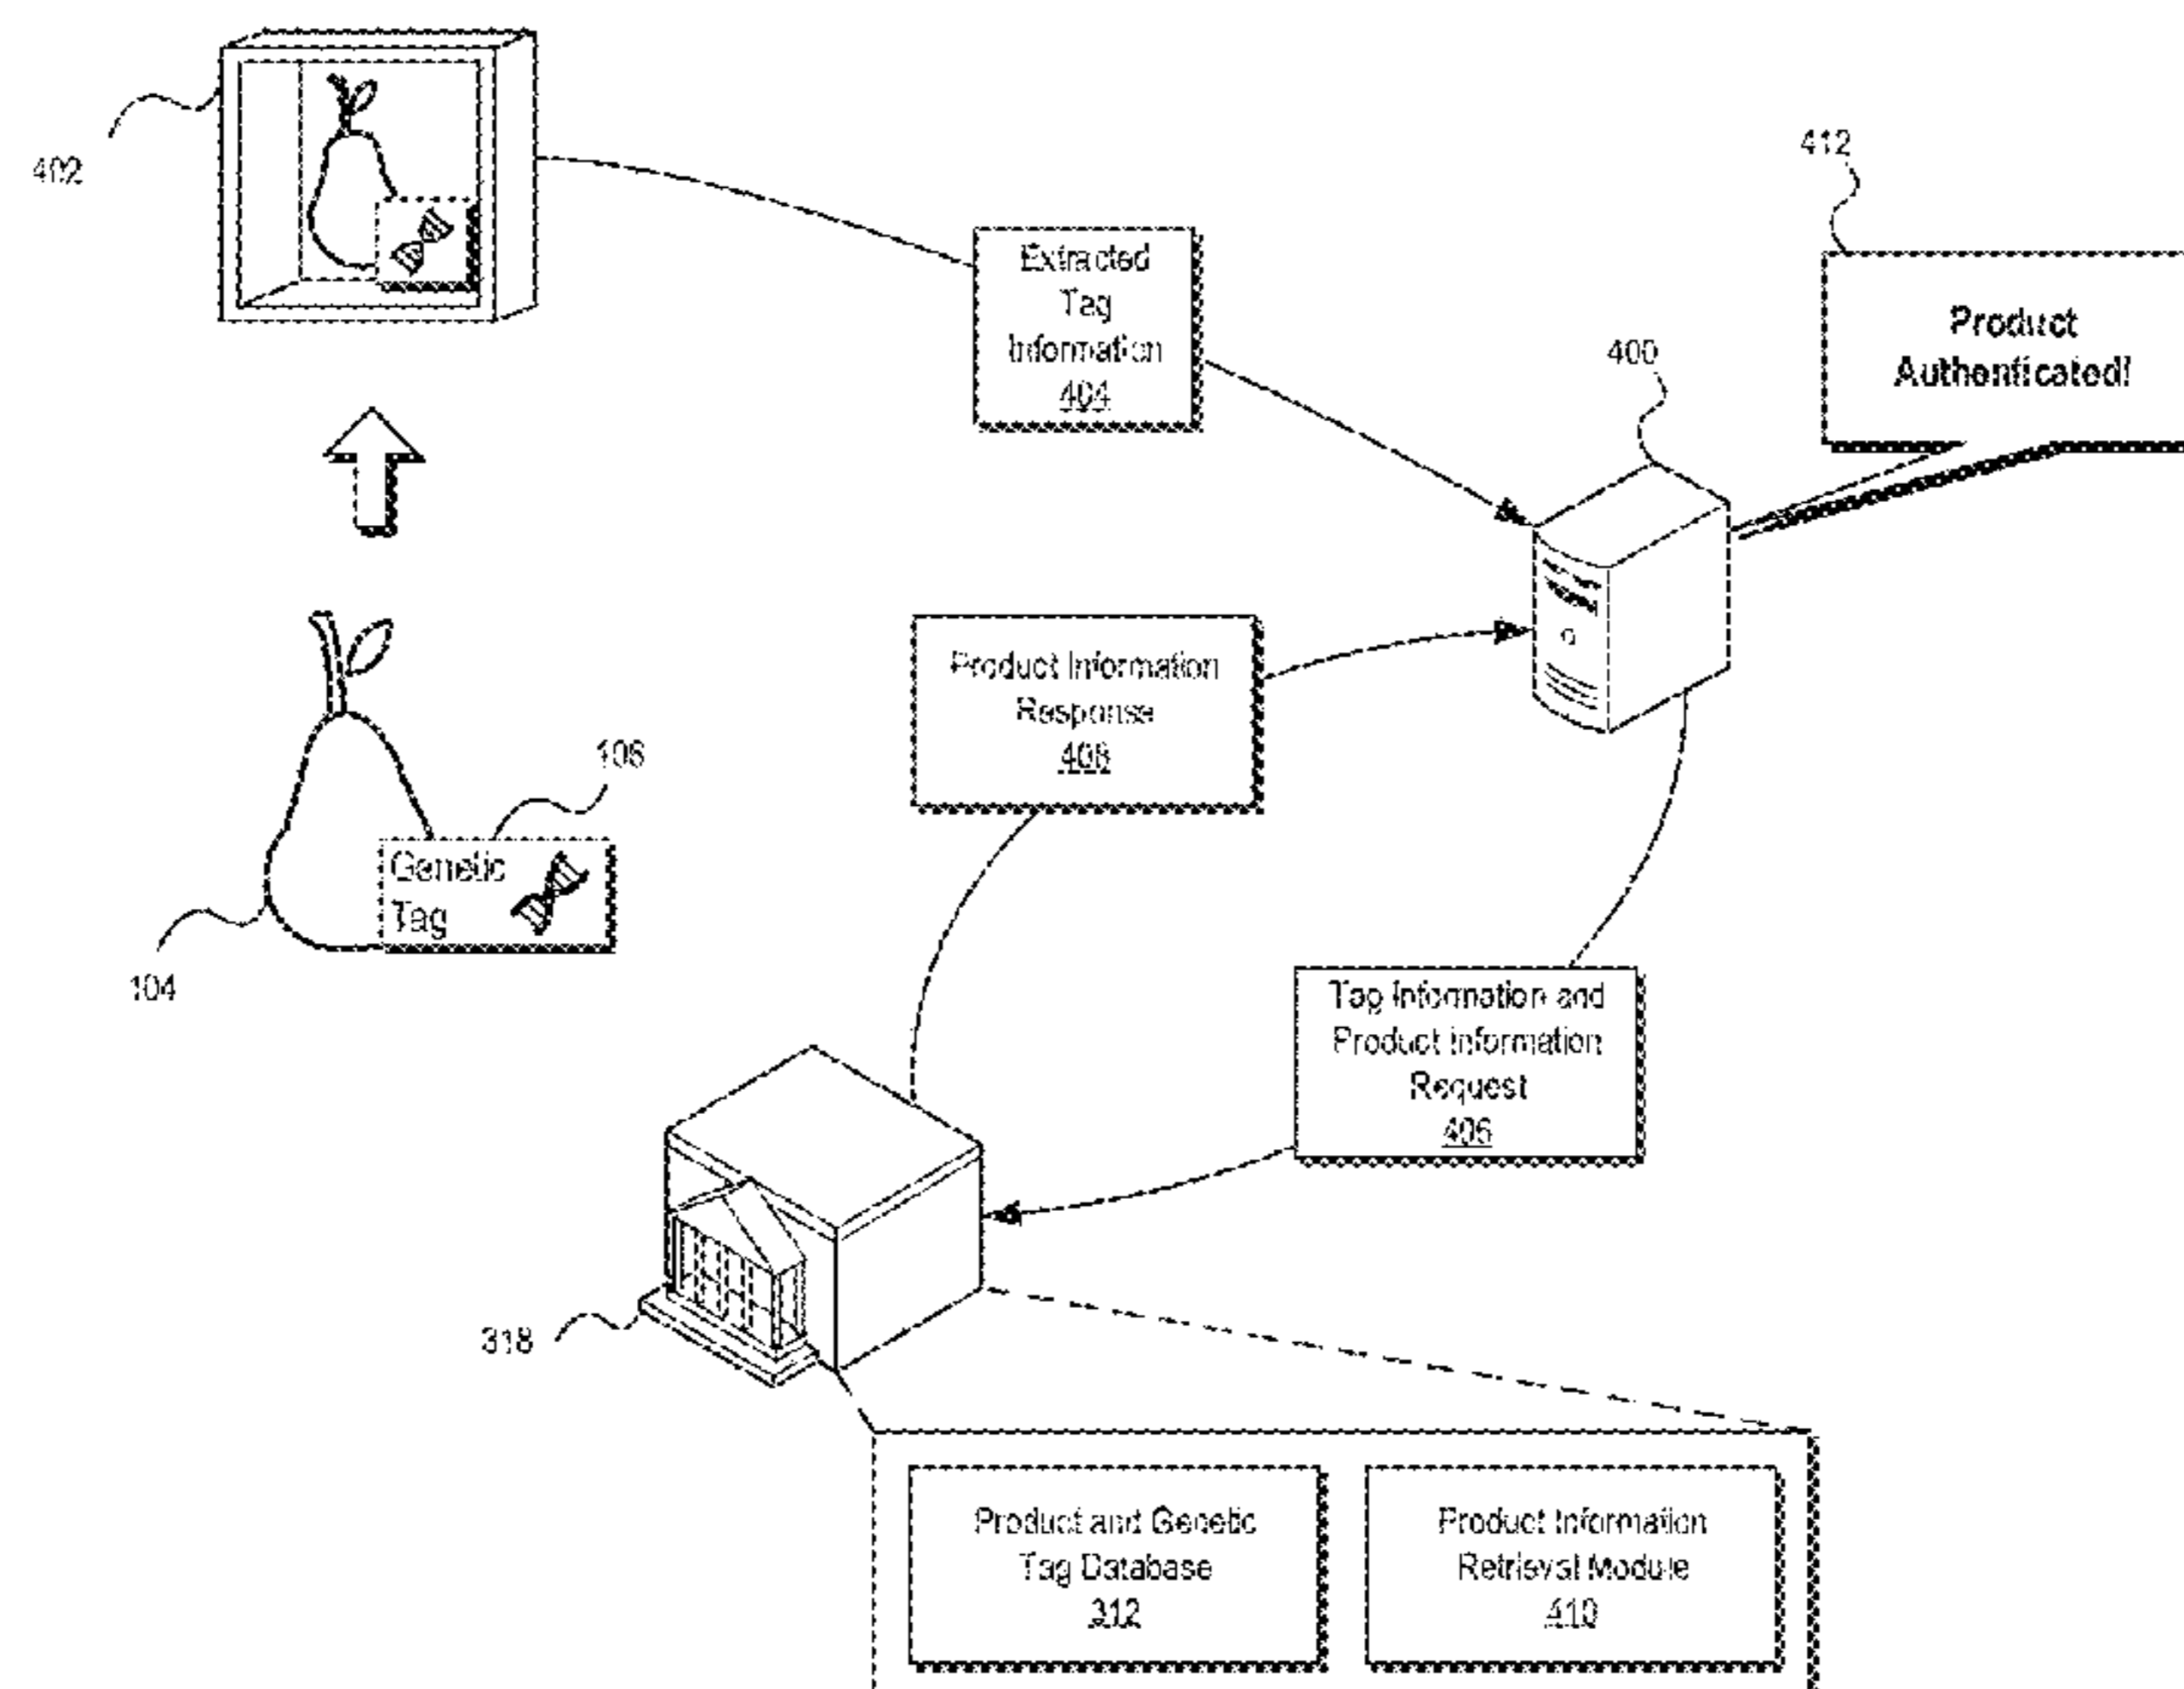 402
Extracted
Tag
Information
404
412
Product
Authenticated!
400
Product Information
Response
408
106
Genetic
Tag
104
Tag Information and
Product Information
Request
406
318
Product and Genetic
Tag Database
312
Product Information
Retrieval Module
410